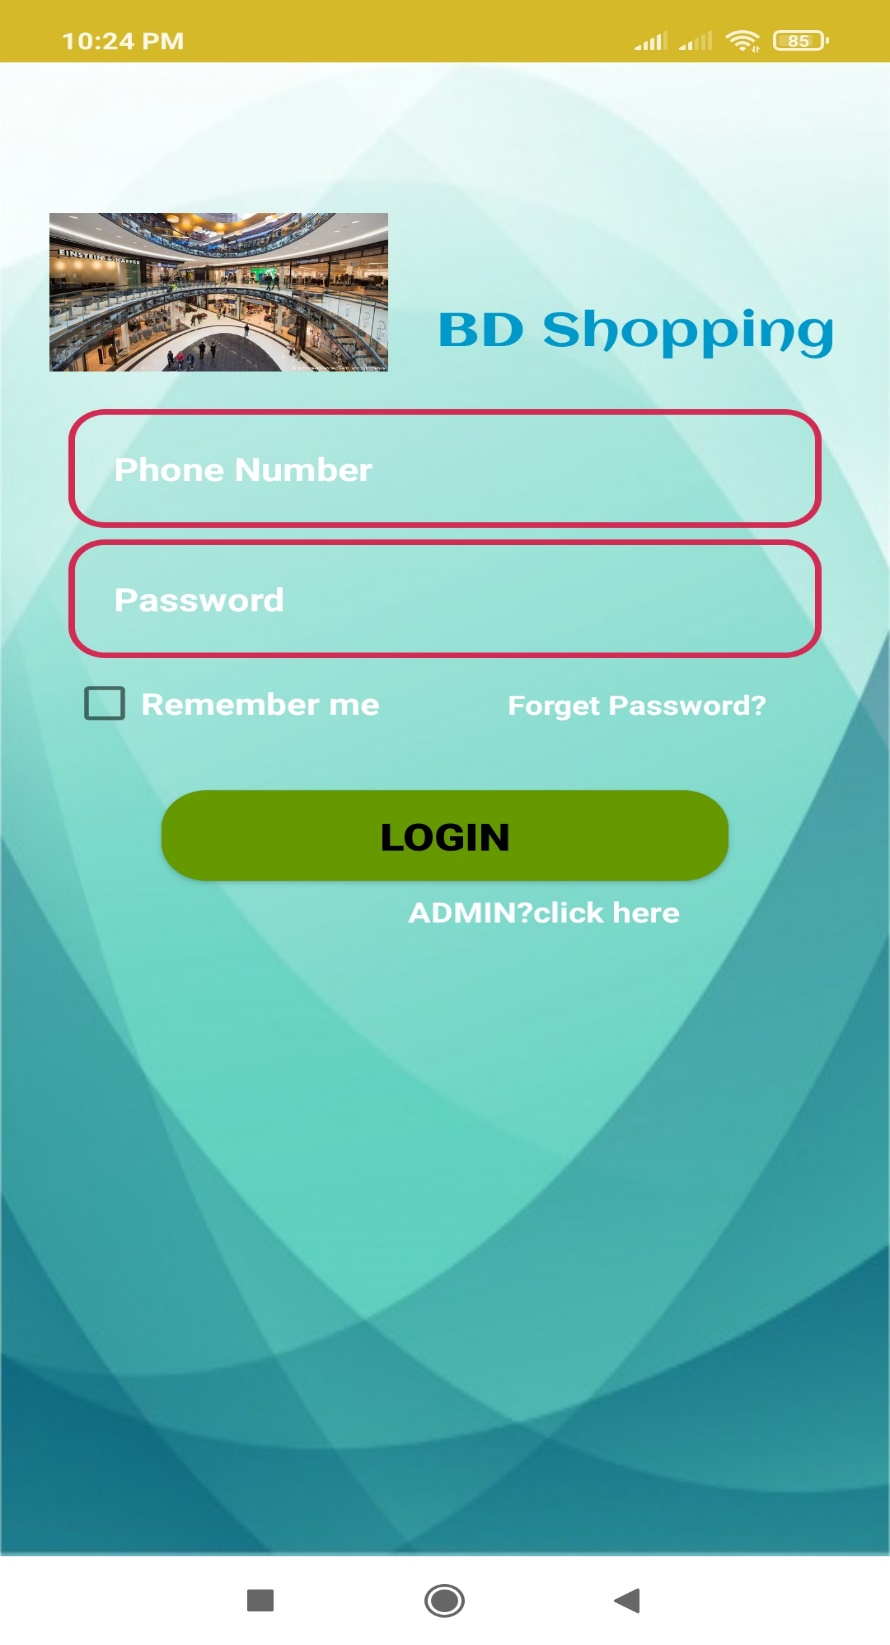 10:24 PM 85
EINSTEIN
BD Shopping
Phone Number
Password
Remember me Forget Password?
LOGIN
ADMIN?click here